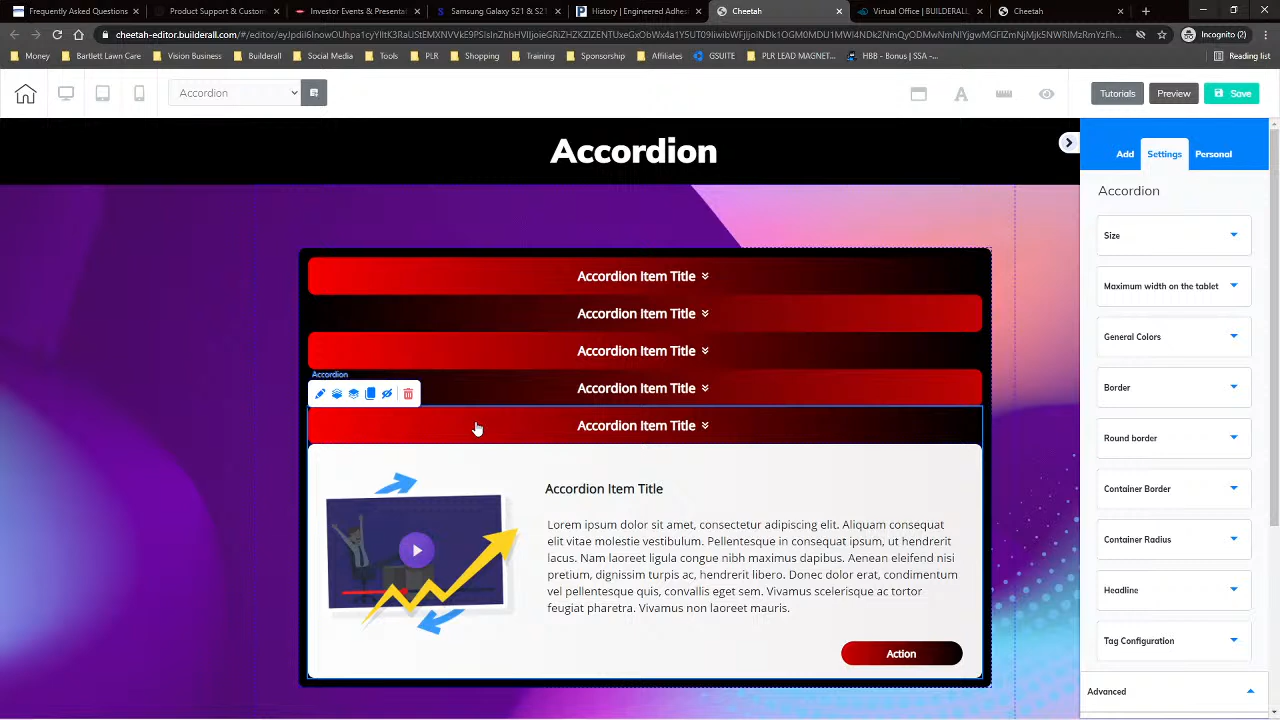 Frequently Asked Questions
Product Support & Custom
Investor Events & Presentat
Samsung Galaxy S21 & S21
History | Engineered Adhes
Cheetah
Virtual Office | BUILDERALL
Cheetah
Incognito (2)
Money
Bartlett Lawn Care
Vision Business
Builderall
Social Media
Tools
PLR
Shopping
Training
Sponsorship
Affiliates
GSUITE
PLR LEAD MAGNET...
HBB - Bonus | SSA -...
Reading list
Accordion
Tutorials
Preview
Save
Accordion
Add
Settings
Personal
Accordion
Size
Maximum width on the tablet
General Colors
Border
Round border
Container Border
Container Radius
Headline
Tag Configuration
Advanced
Accordion Item Title
Accordion Item Title
Accordion Item Title
Accordion
Accordion Item Title
Accordion Item Title
Accordion Item Title
Lorem ipsum dolor sit amet, consectetur adipiscing elit. Aliquam consequat
elit vitae molestie vestibulum. Pellentesque in consequat ipsum, ut hendrerit
lacus. Nam laoreet ligula congue nibh maximus dapibus. Aenean eleifend nisi
pretium, dignissim turpis ac, hendrerit libero. Donec dolor erat, condimentum
vel pellentesque quis, convallis eget sem. Vivamus scelerisque ac tortor
feugiat pharetra. Vivamus non laoreet mauris.
Action